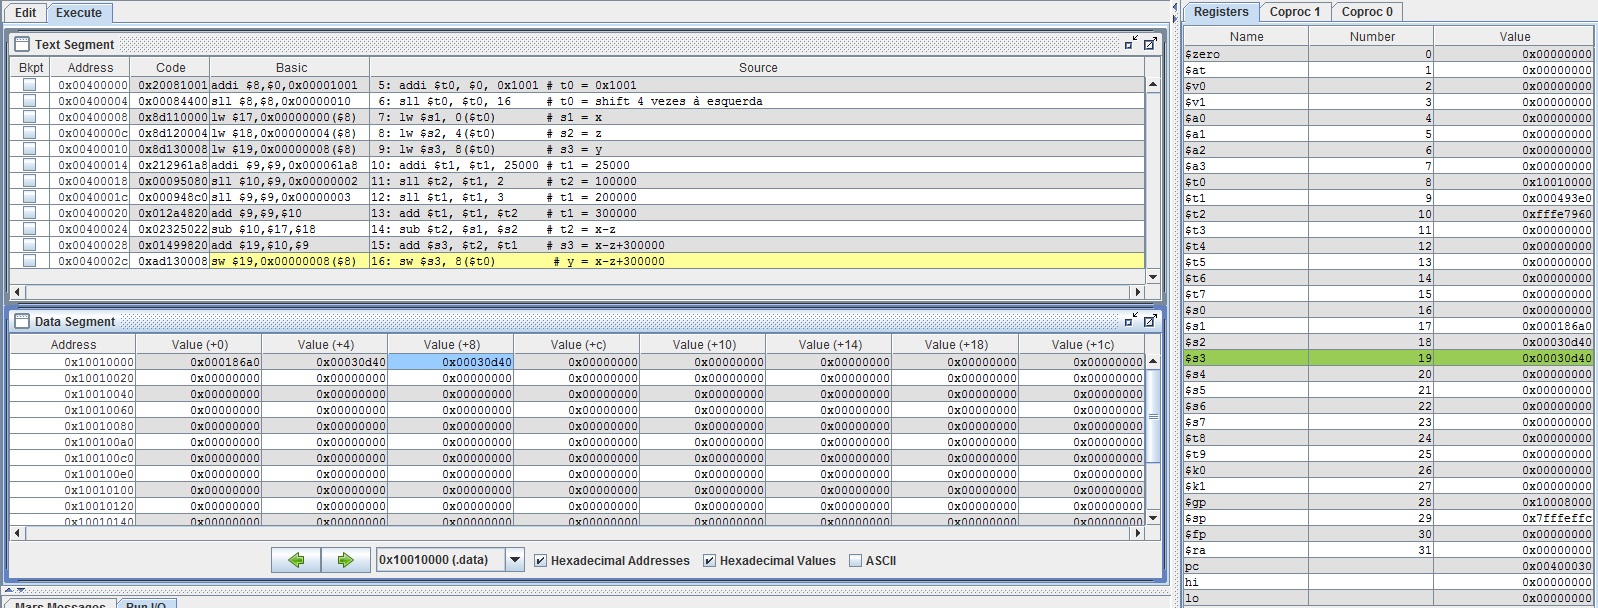 Edit Execute
Text Segment
Bkpt Address Code Basic Source
0x00400000 0x20081001 addi $8,$0,0x00001001 5: addi $t0, $0, 0x1001 # t0 = 0x1001
0x00400004 0x00084400 sll $8,$8,0x00000010 6: sll $t0, $t0, 16 # t0 = shift 4 vezes à esquerda
0x00400008 0x8d110000 lw $17,0x00000000($8) 7: lw $s1, 0($t0) # s1 = x
0x0040000c 0x8d120004 lw $18,0x00000004($8) 8: lw $s2, 4($t0) # s2 = z
0x00400010 0x8d130008 lw $19,0x00000008($8) 9: lw $s3, 8($t0) # s3 = y
0x00400014 0x212961a8 addi $9,$9,0x000061a8 10: addi $t1, $t1, 25000 # t1 = 25000
0x00400018 0x00095080 sll $10,$9,0x00000002 11: sll $t2, $t1, 2 # t2 = 100000
0x0040001c 0x000948c0 sll $9,$9,0x00000003 12: sll $t1, $t1, 3 # t1 = 200000
0x00400020 0x012a4820 add $9,$9,$10 13: add $t1, $t1, $t2 # t1 = 300000
0x00400024 0x02325022 sub $10,$17,$18 14: sub $t2, $s1, $s2 # t2 = x-z
0x00400028 0x01499820 add $19,$10,$9 15: add $s3, $t2, $t1 # s3 = x-z+300000
0x0040002c 0xad130008 sw $19,0x00000008($8) 16: sw $s3, 8($t0) # y = x-z+300000
Data Segment
Address Value (+0) Value (+4) Value (+8) Value (+c) Value (+10) Value (+14) Value (+18) Value (+1c)
0x10010000 0x000186a0 0x00030d40 0x00030d40 0x00000000 0x00000000 0x00000000 0x00000000 0x00000000
0x10010020 0x00000000 0x00000000 0x00000000 0x00000000 0x00000000 0x00000000 0x00000000 0x00000000
0x10010040 0x00000000 0x00000000 0x00000000 0x00000000 0x00000000 0x00000000 0x00000000 0x00000000
0x10010060 0x00000000 0x00000000 0x00000000 0x00000000 0x00000000 0x00000000 0x00000000 0x00000000
0x10010080 0x00000000 0x00000000 0x00000000 0x00000000 0x00000000 0x00000000 0x00000000 0x00000000
0x100100a0 0x00000000 0x00000000 0x00000000 0x00000000 0x00000000 0x00000000 0x00000000 0x00000000
0x100100c0 0x00000000 0x00000000 0x00000000 0x00000000 0x00000000 0x00000000 0x00000000 0x00000000
0x100100e0 0x00000000 0x00000000 0x00000000 0x00000000 0x00000000 0x00000000 0x00000000 0x00000000
0x10010100 0x00000000 0x00000000 0x00000000 0x00000000 0x00000000 0x00000000 0x00000000 0x00000000
0x10010120 0x00000000 0x00000000 0x00000000 0x00000000 0x00000000 0x00000000 0x00000000 0x00000000
0x10010140 0x00000000 0x00000000 0x00000000 0x00000000 0x00000000 0x00000000 0x00000000 0x00000000
0x10010000 (.data) Hexadecimal Addresses Hexadecimal Values ASCII
Mars Messages Run I/O
Registers Coproc 1 Coproc 0
Name Number Value
$zero 0 0x00000000
$at 1 0x00000000
$v0 2 0x00000000
$v1 3 0x00000000
$a0 4 0x00000000
$a1 5 0x00000000
$a2 6 0x00000000
$a3 7 0x00000000
$t0 8 0x10010000
$t1 9 0x000493e0
$t2 10 0xfffe7960
$t3 11 0x00000000
$t4 12 0x00000000
$t5 13 0x00000000
$t6 14 0x00000000
$t7 15 0x00000000
$s0 16 0x00000000
$s1 17 0x000186a0
$s2 18 0x00030d40
$s3 19 0x00030d40
$s4 20 0x00000000
$s5 21 0x00000000
$s6 22 0x00000000
$s7 23 0x00000000
$t8 24 0x00000000
$t9 25 0x00000000
$k0 26 0x00000000
$k1 27 0x00000000
$gp 28 0x10008000
$sp 29 0x7fffeffc
$fp 30 0x00000000
$ra 31 0x00000000
pc 0x00400030
hi 0x00000000
lo 0x00000000